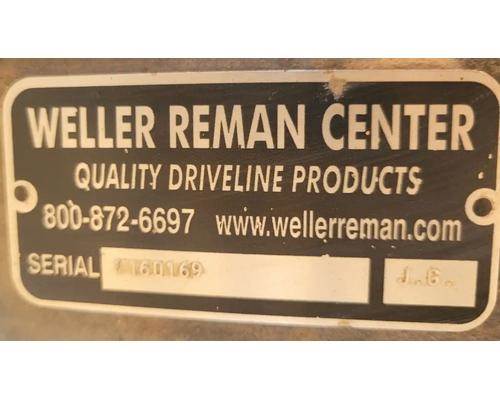 WELLER REMAN CENTER
QUALITY DRIVELINE PRODUCTS
800-872-6697 www.wellerreman.com
SERIAL J.G.